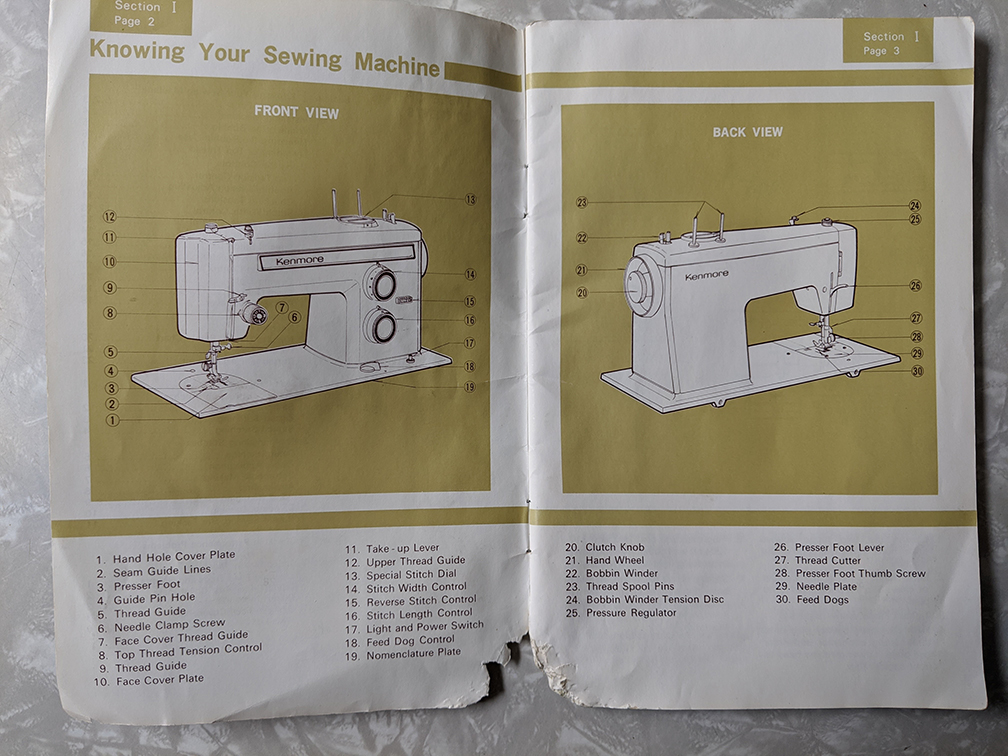 Section I
Page 2
Knowing Your Sewing Machine
FRONT VIEW
13
12
11
10
Kenmore
14
9
15
7
8
6
16
17
5
4
18
3
19
2
1
1. Hand Hole Cover Plate
2. Seam Guide Lines
3. Presser Foot
4. Guide Pin Hole
5. Thread Guide
6. Needle Clamp Screw
7. Face Cover Thread Guide
8. Top Thread Tension Control
9. Thread Guide
10. Face Cover Plate
11. Take-up Lever
12. Upper Thread Guide
13. Special Stitch Dial
14. Stitch Width Control
15. Reverse Stitch Control
16. Stitch Length Control
17. Light and Power Switch
18. Feed Dog Control
19. Nomenclature Plate
Section I
Page 3
BACK VIEW
23
24
25
22
21
Kenmore
26
20
27
28
29
30
20. Clutch Knob
21. Hand Wheel
22. Bobbin Winder
23. Thread Spool Pins
24. Bobbin Winder Tension Disc
25. Pressure Regulator
26. Presser Foot Lever
27. Thread Cutter
28. Presser Foot Thumb Screw
29. Needle Plate
30. Feed Dogs